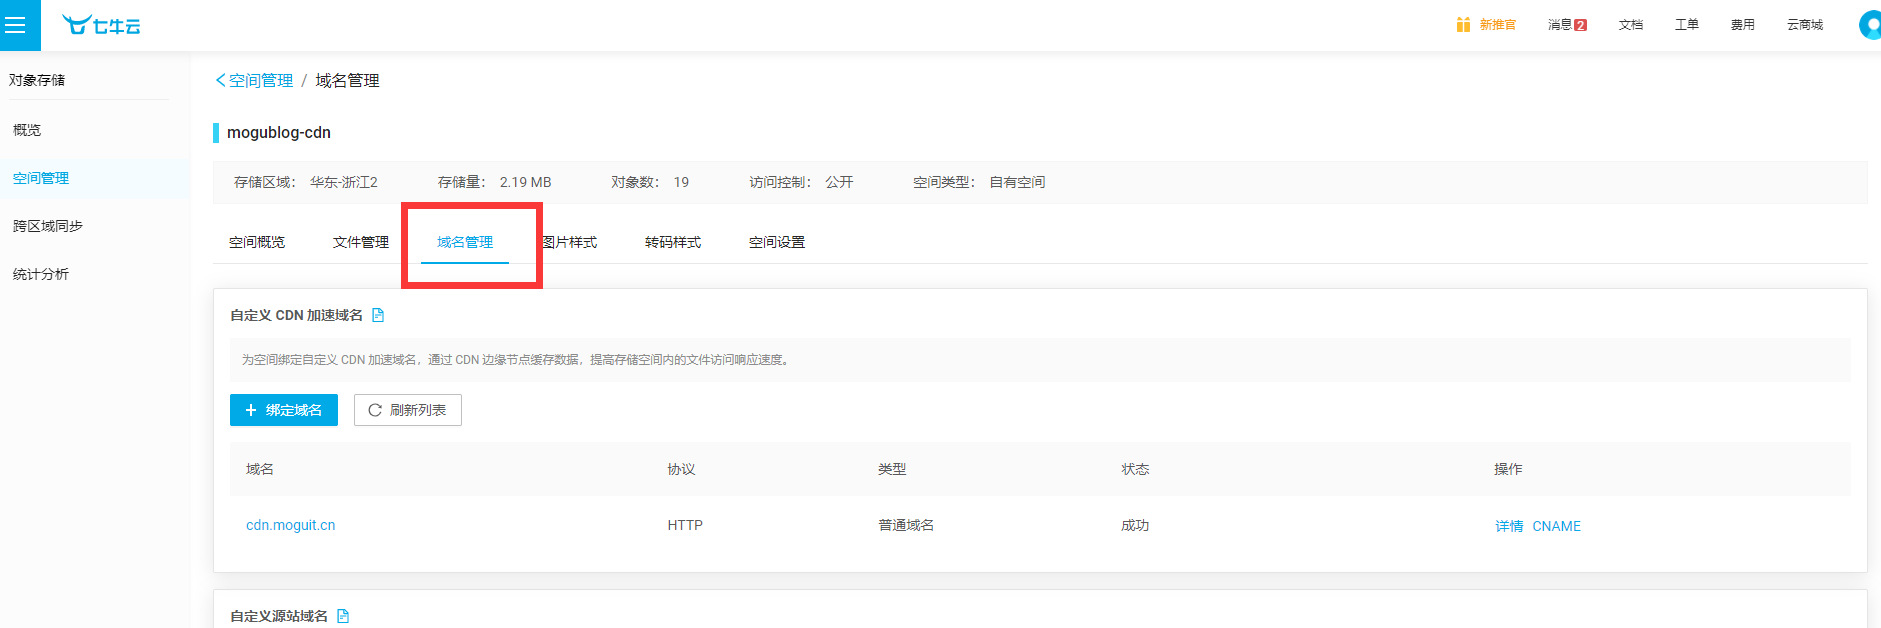 七牛云
新推官 消息 2 文档 工单 费用 云商城
对象存储
概览
空间管理
跨区域同步
统计分析
空间管理 / 域名管理
mogublog-cdn
存储区域： 华东-浙江2 存储量： 2.19 MB 对象数： 19 访问控制： 公开 空间类型： 自有空间
空间概览 文件管理 域名管理 图片样式 转码样式 空间设置
自定义 CDN 加速域名
为空间绑定自定义 CDN 加速域名，通过 CDN 边缘节点缓存数据，提高存储空间内的文件访问响应速度。
绑定域名 刷新列表
域名 协议 类型 状态 操作
cdn.moguit.cn HTTP 普通域名 成功 详情 CNAME
自定义源站域名